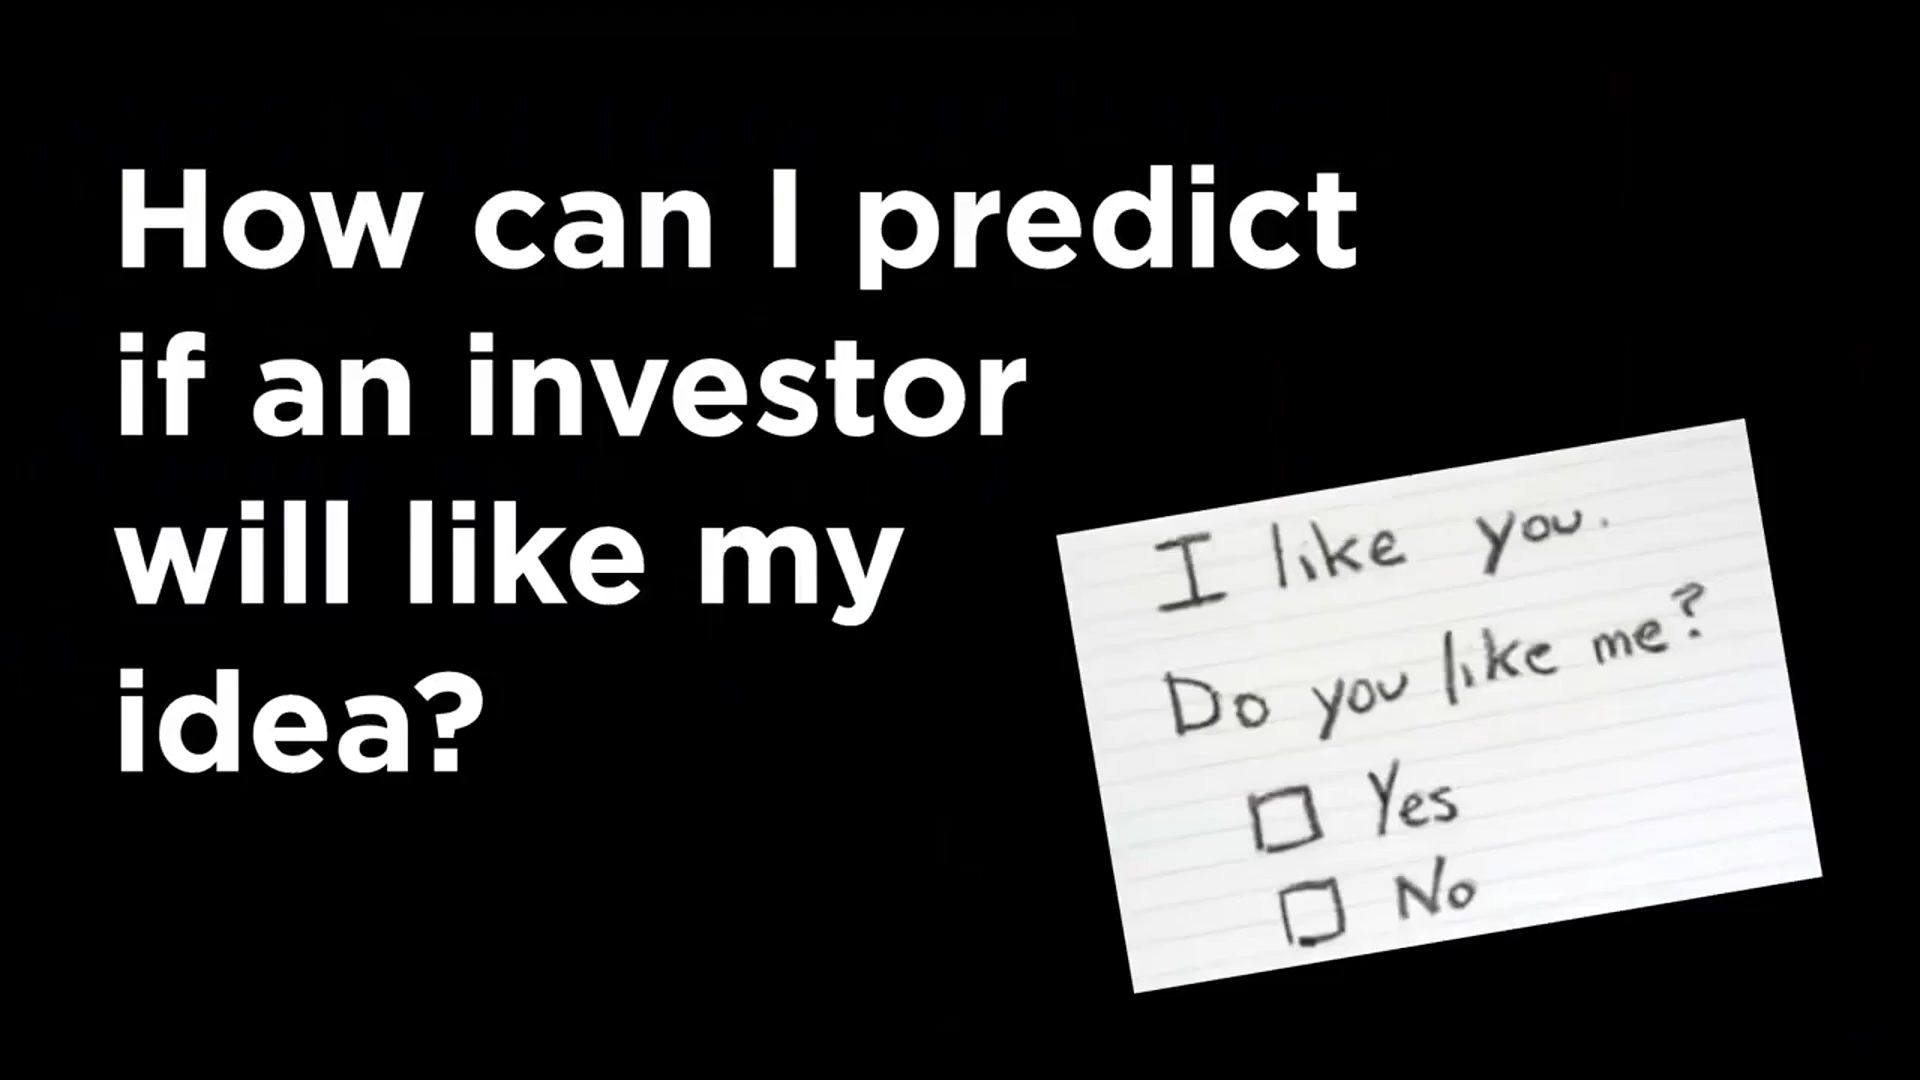 How can I predict
if an investor
will like my
idea?
I like you.
Do you like me?
Yes
No